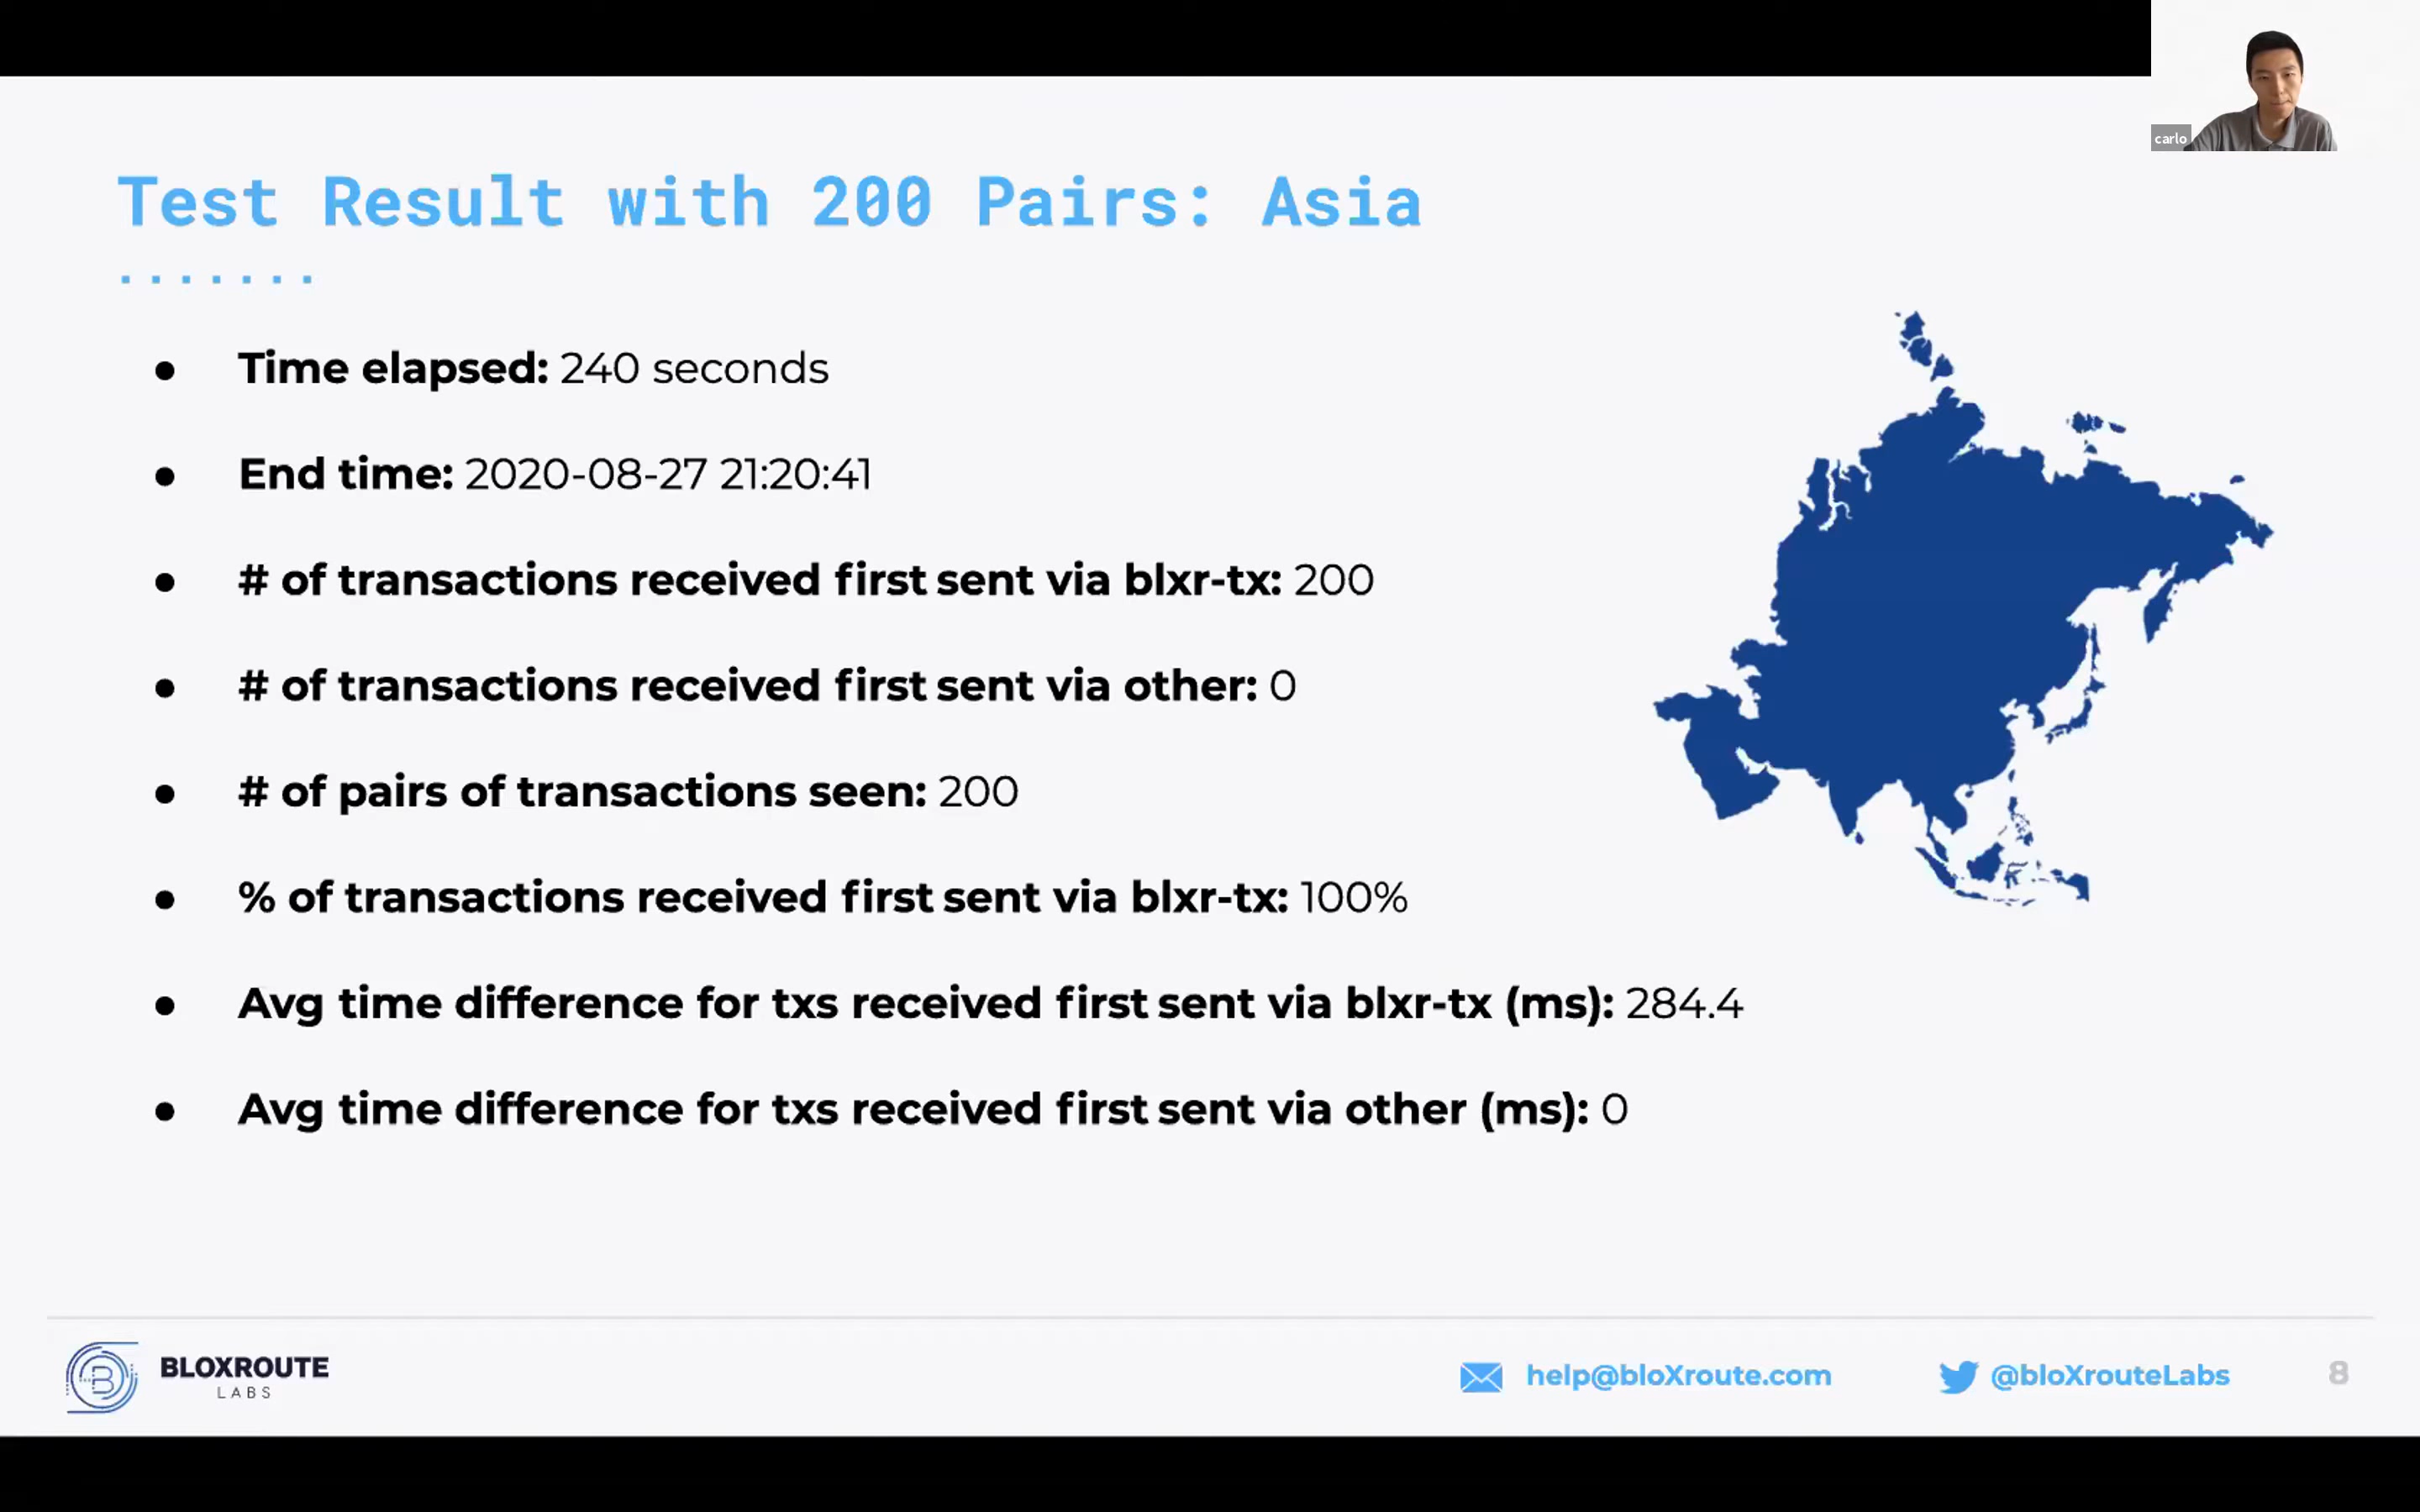 carlo
Test Result with 200 Pairs: Asia
● Time elapsed: 240 seconds
● End time: 2020-08-27 21:20:41
● # of transactions received first sent via blxr-tx: 200
● # of transactions received first sent via other: 0
● # of pairs of transactions seen: 200
● % of transactions received first sent via blxr-tx: 100%
● Avg time difference for txs received first sent via blxr-tx (ms): 284.4
● Avg time difference for txs received first sent via other (ms): 0
BLOXROUTE
LABS
help@bloXroute.com
@bloXrouteLabs
8